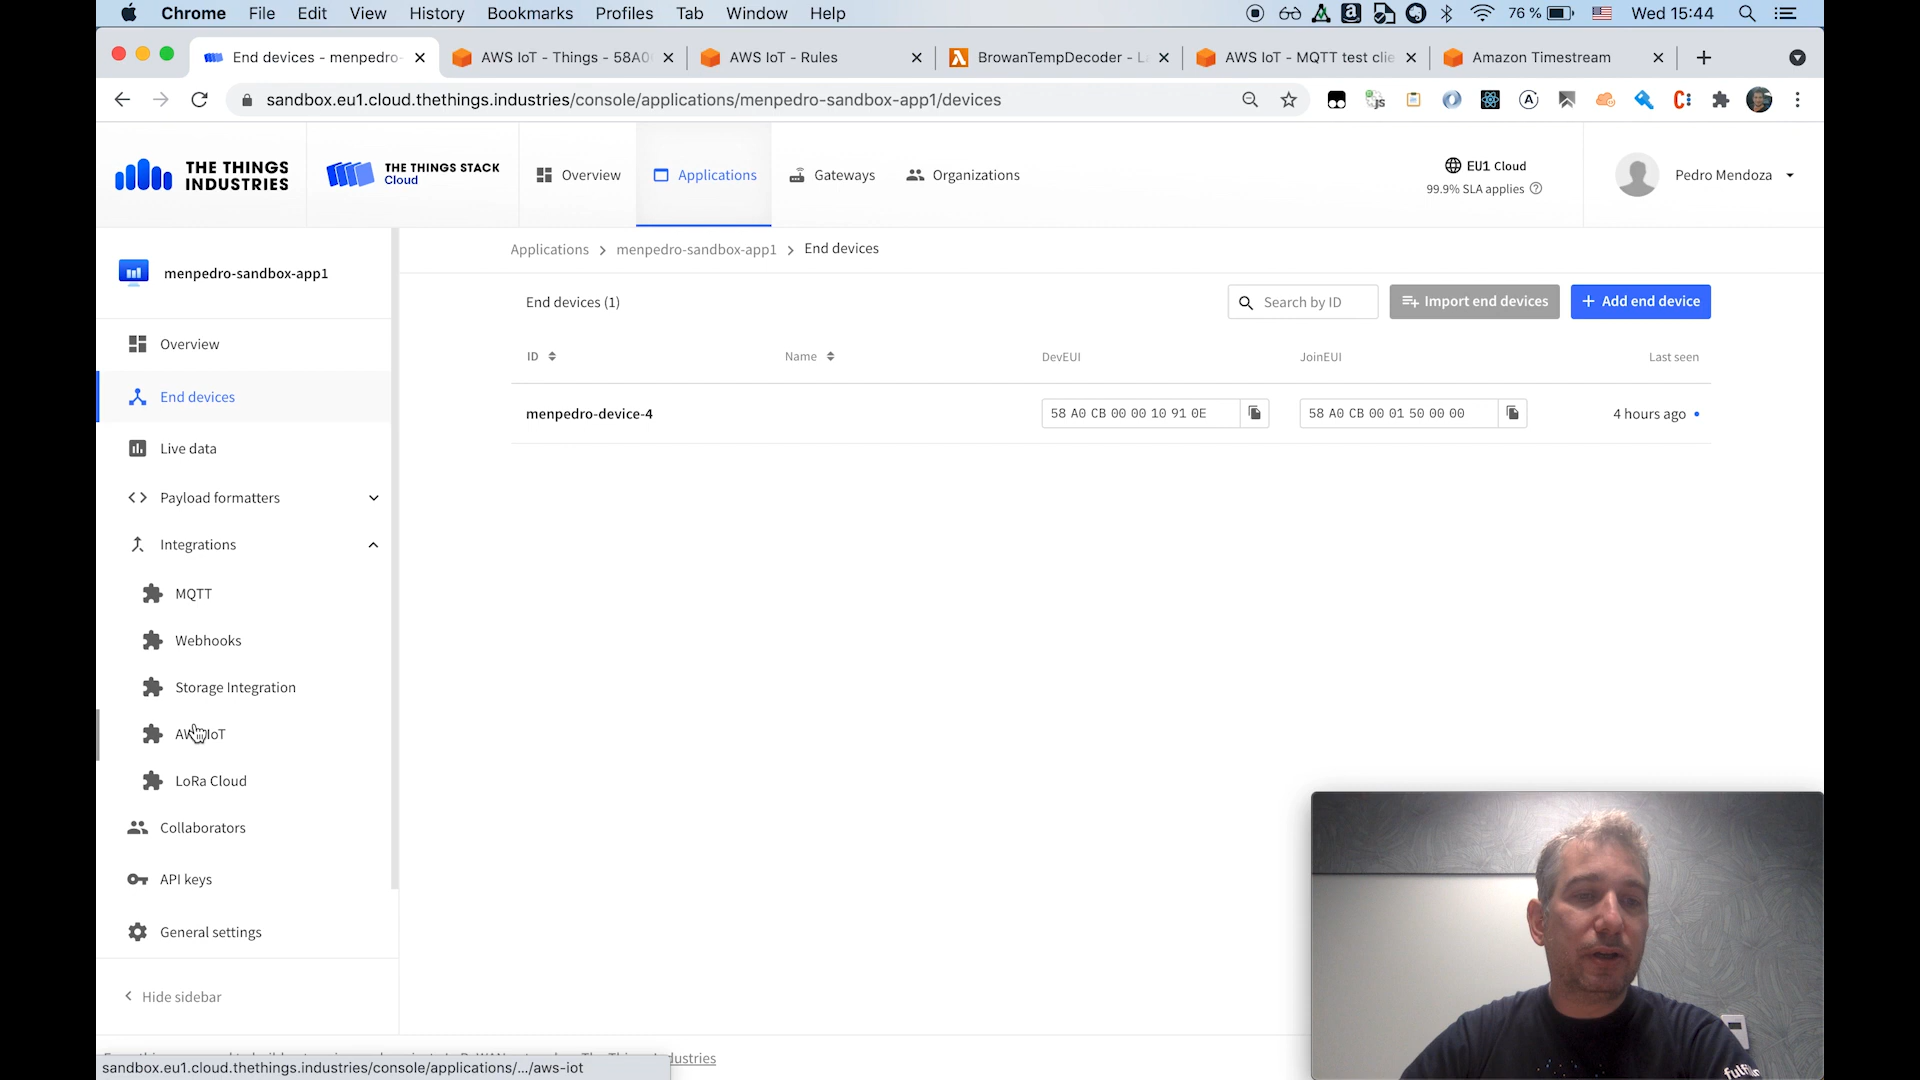 Chrome File Edit View History Bookmarks Profiles Tab Window Help 76 % Wed 15:44
End devices - menpedro- AWS IoT - Things - 58A0 AWS IoT - Rules BrowanTempDecoder - L AWS IoT - MQTT test clie Amazon Timestream
sandbox.eu1.cloud.thethings.industries/console/applications/menpedro-sandbox-app1/devices
THE THINGS INDUSTRIES
THE THINGS STACK
Cloud
Overview Applications Gateways Organizations
EU1 Cloud
99.9% SLA applies
Pedro Mendoza
menpedro-sandbox-app1
Applications > menpedro-sandbox-app1 > End devices
End devices (1) Search by ID Import end devices + Add end device
ID Name DevEUI JoinEUI Last seen
menpedro-device-4 58 A0 CB 00 00 10 91 0E 58 A0 CB 00 01 50 00 00 4 hours ago
Overview
End devices
Live data
Payload formatters
Integrations
MQTT
Webhooks
Storage Integration
AWS IoT
LoRa Cloud
Collaborators
API keys
General settings
Hide sidebar
sandbox.eu1.cloud.thethings.industries/console/applications/.../aws-iot